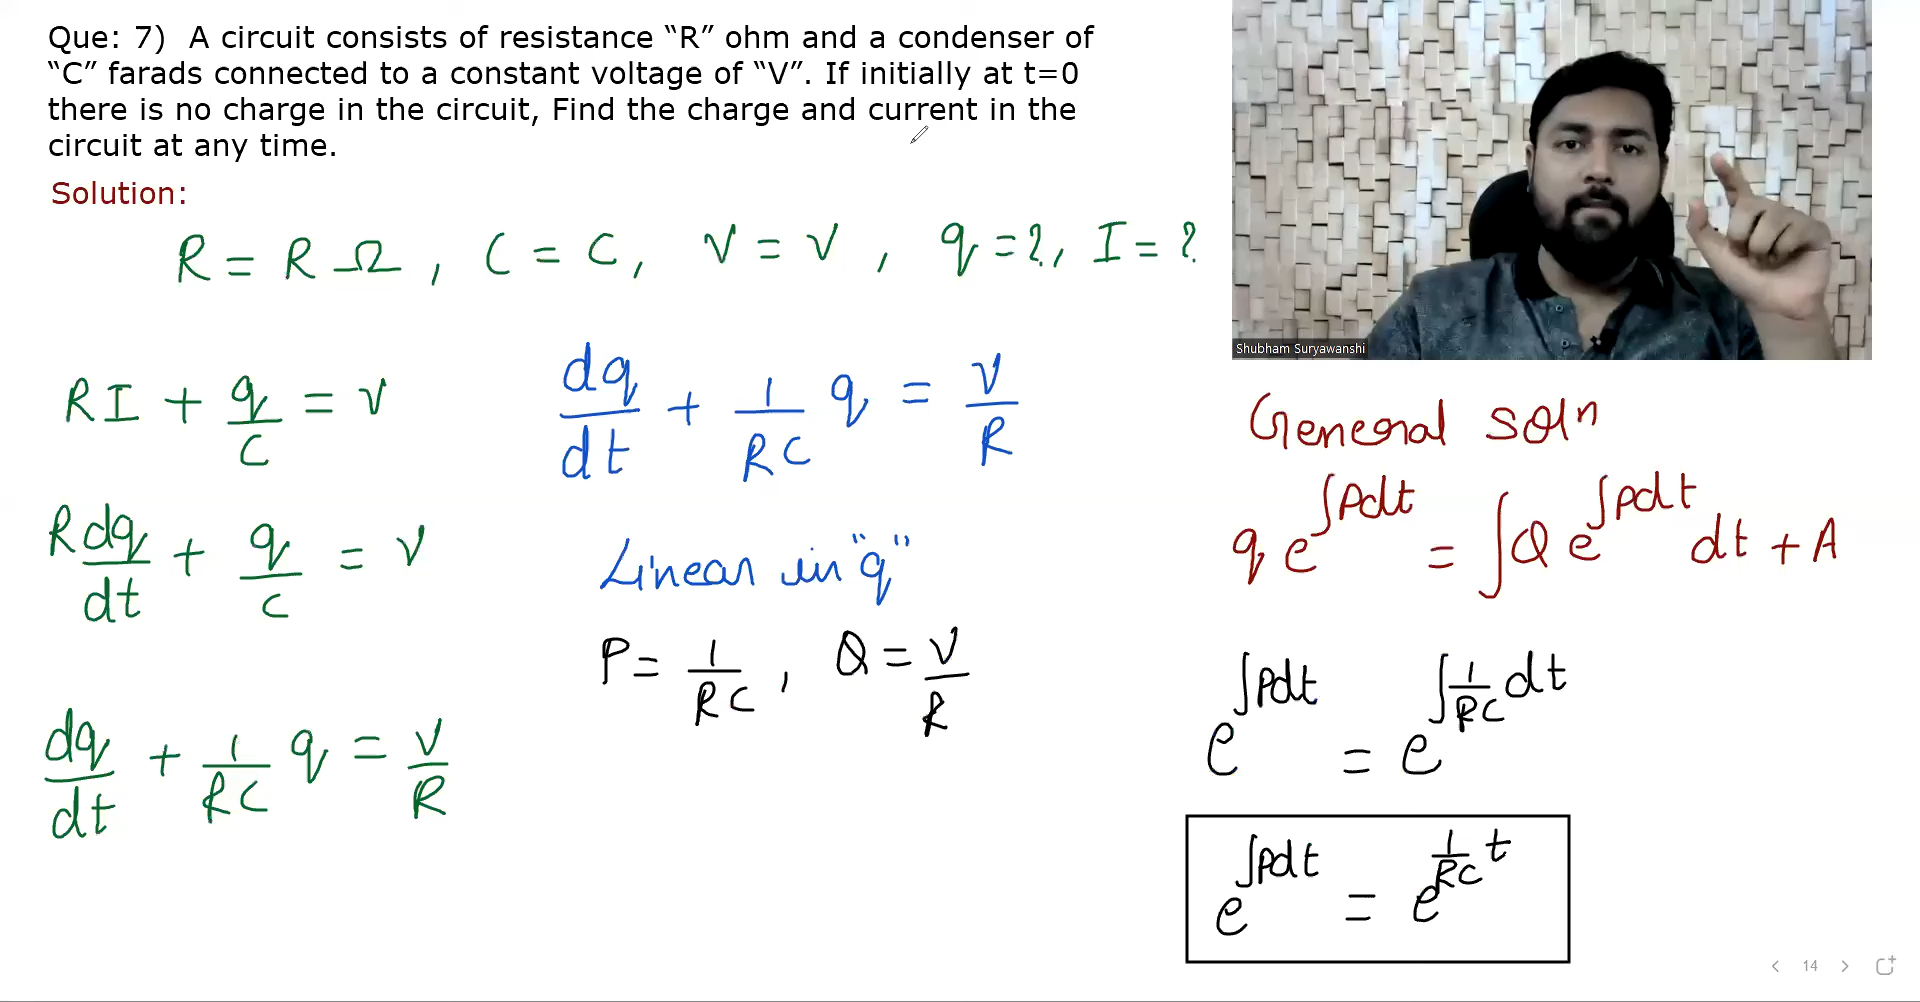 Que: 7) A circuit consists of resistance “R” ohm and a condenser of
“C” farads connected to a constant voltage of “V”. If initially at t=0
there is no charge in the circuit, Find the charge and current in the
circuit at any time.
Solution:
R = R Ω , C = C, V = V , q = ?, I = ?
Shubham Suryawanshi
RI + q/C = V
R dq/dt + q/C = V
dq/dt + 1/RC q = V/R
dq/dt + 1/RC q = V/R
Linear in "q"
P = 1/RC , Q = V/R
General soln
q e^∫Pdt = ∫Q e^∫Pdt dt + A
e^∫Pdt = e^∫1/RC dt
e^∫Pdt = e^1/RC t
14